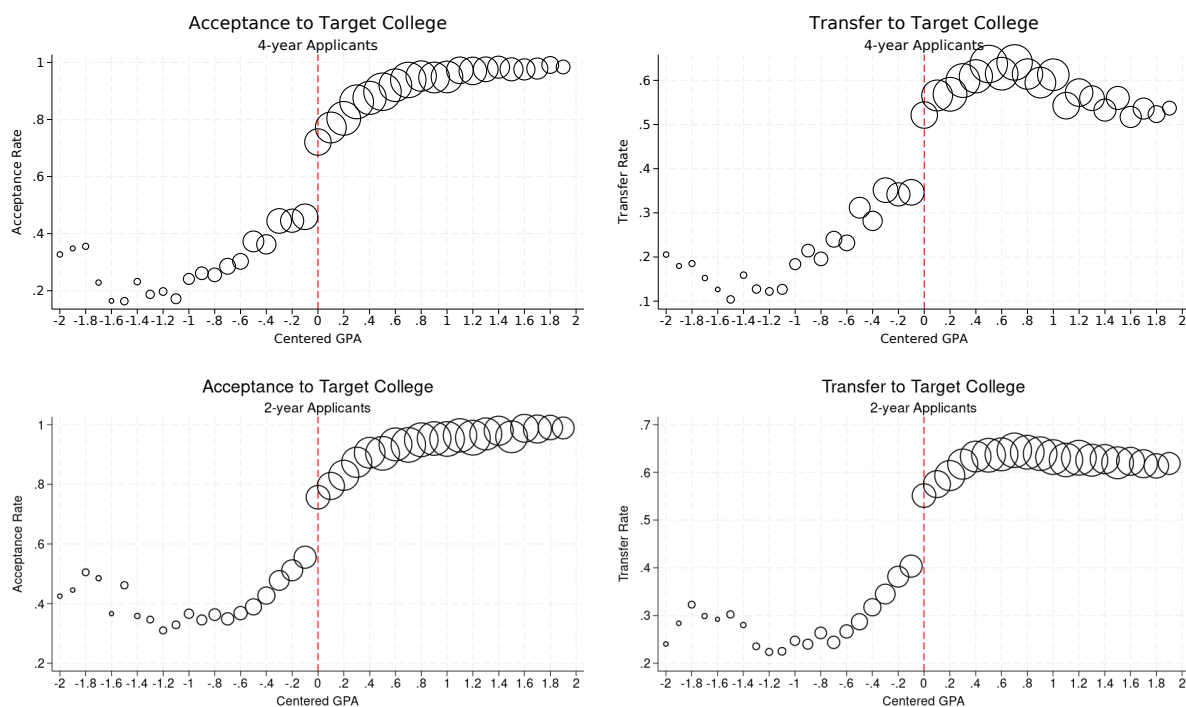 Acceptance to Target College
4-year Applicants
1
.8
.6
.4
.2
Acceptance Rate
-2 -1.8 -1.6 -1.4 -1.2 -1 -.8 -.6 -.4 -.2 0 .2 .4 .6 .8 1 1.2 1.4 1.6 1.8 2
Centered GPA
Transfer to Target College
4-year Applicants
.6
.5
.4
.3
.2
.1
Transfer Rate
-2 -1.8 -1.6 -1.4 -1.2 -1 -.8 -.6 -.4 -.2 0 .2 .4 .6 .8 1 1.2 1.4 1.6 1.8 2
Centered GPA
Acceptance to Target College
2-year Applicants
1
.8
.6
.4
.2
Acceptance Rate
-2 -1.8 -1.6 -1.4 -1.2 -1 -.8 -.6 -.4 -.2 0 .2 .4 .6 .8 1 1.2 1.4 1.6 1.8 2
Centered GPA
Transfer to Target College
2-year Applicants
.7
.6
.5
.4
.3
.2
Transfer Rate
-2 -1.8 -1.6 -1.4 -1.2 -1 -.8 -.6 -.4 -.2 0 .2 .4 .6 .8 1 1.2 1.4 1.6 1.8 2
Centered GPA